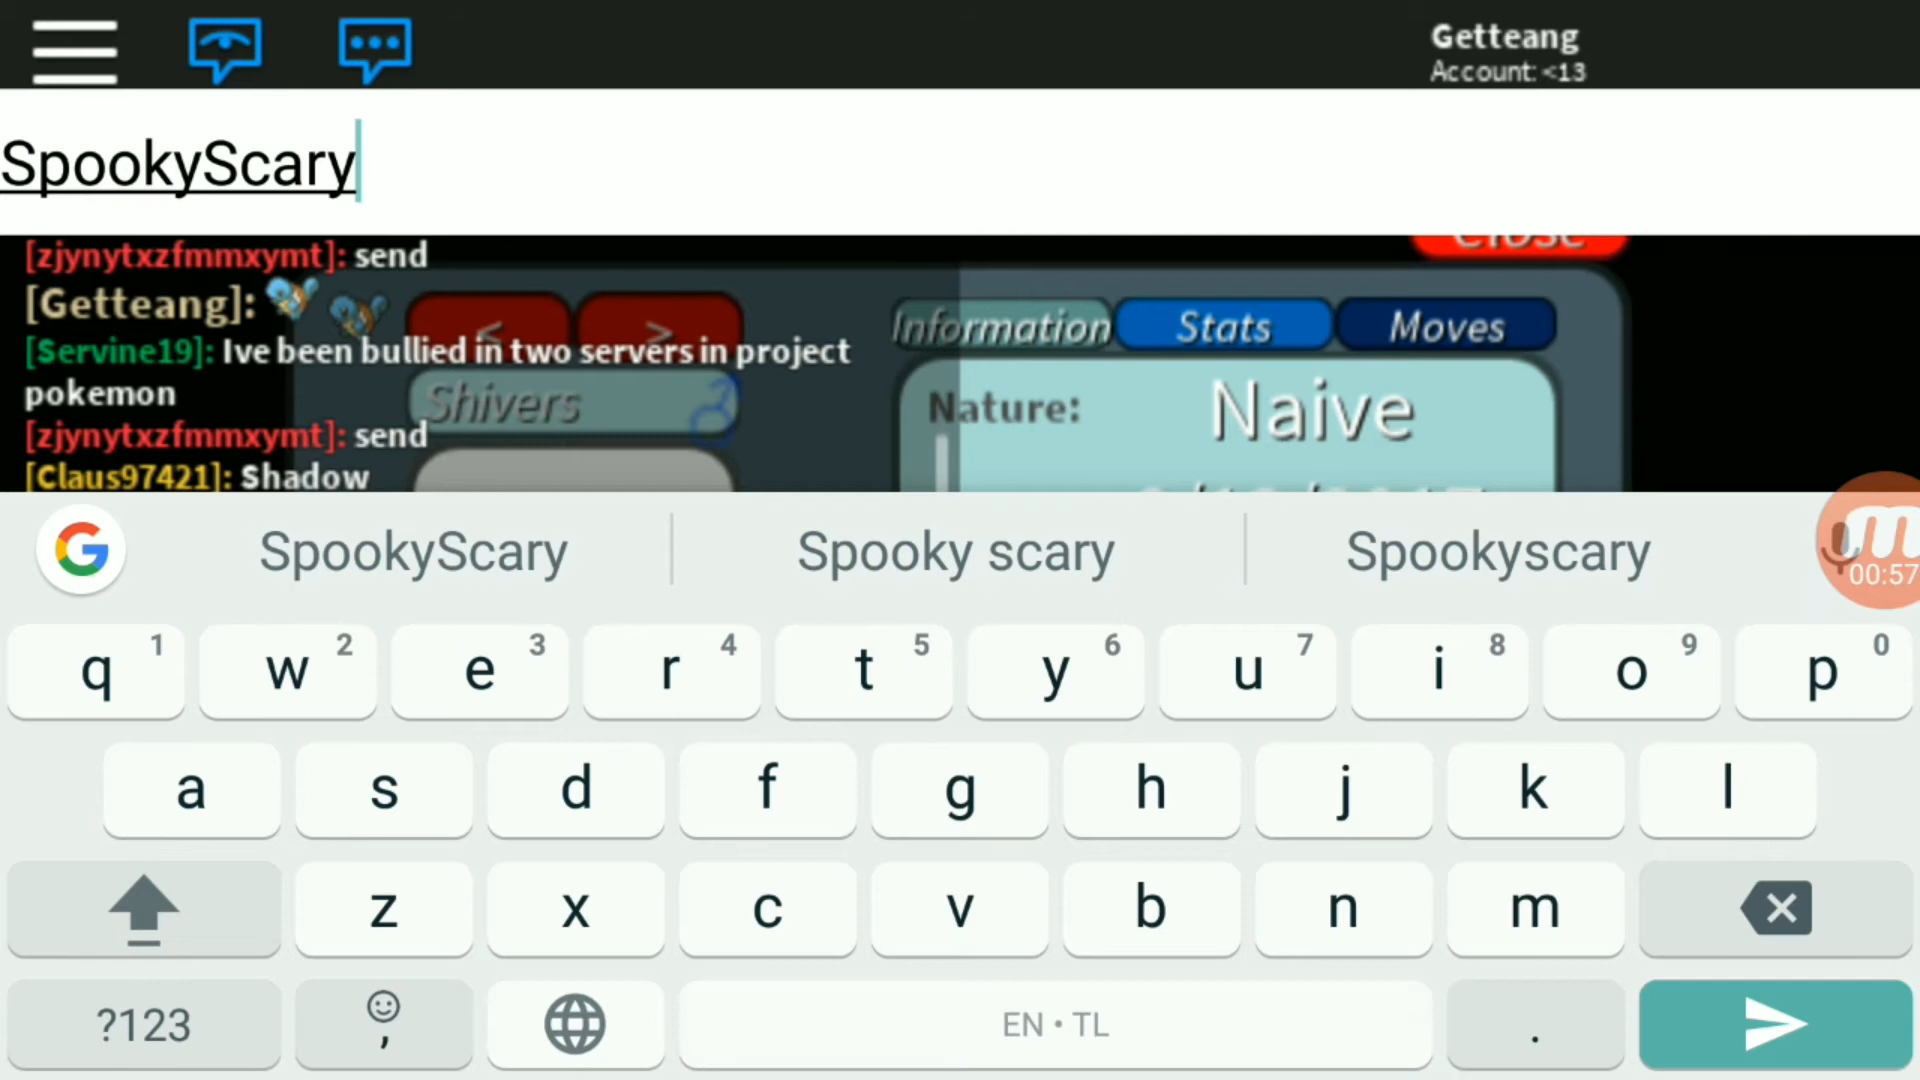 Getteang
Account: <13
SpookyScary
Close
[zjynytxzfmmxymt]: send
[Getteang]:
< >
Information Stats Moves
[Servine19]: Ive been bullied in two servers in project
pokemon
Shivers
Nature: Naive
[zjynytxzfmmxymt]: send
[Claus97421]: Shadow
SpookyScary Spooky scary Spookyscary
00:57
q 1 w 2 e 3 r 4 t 5 y 6 u 7 i 8 o 9 p 0
a s d f g h j k l
z x c v b n m
?123 , EN • TL .